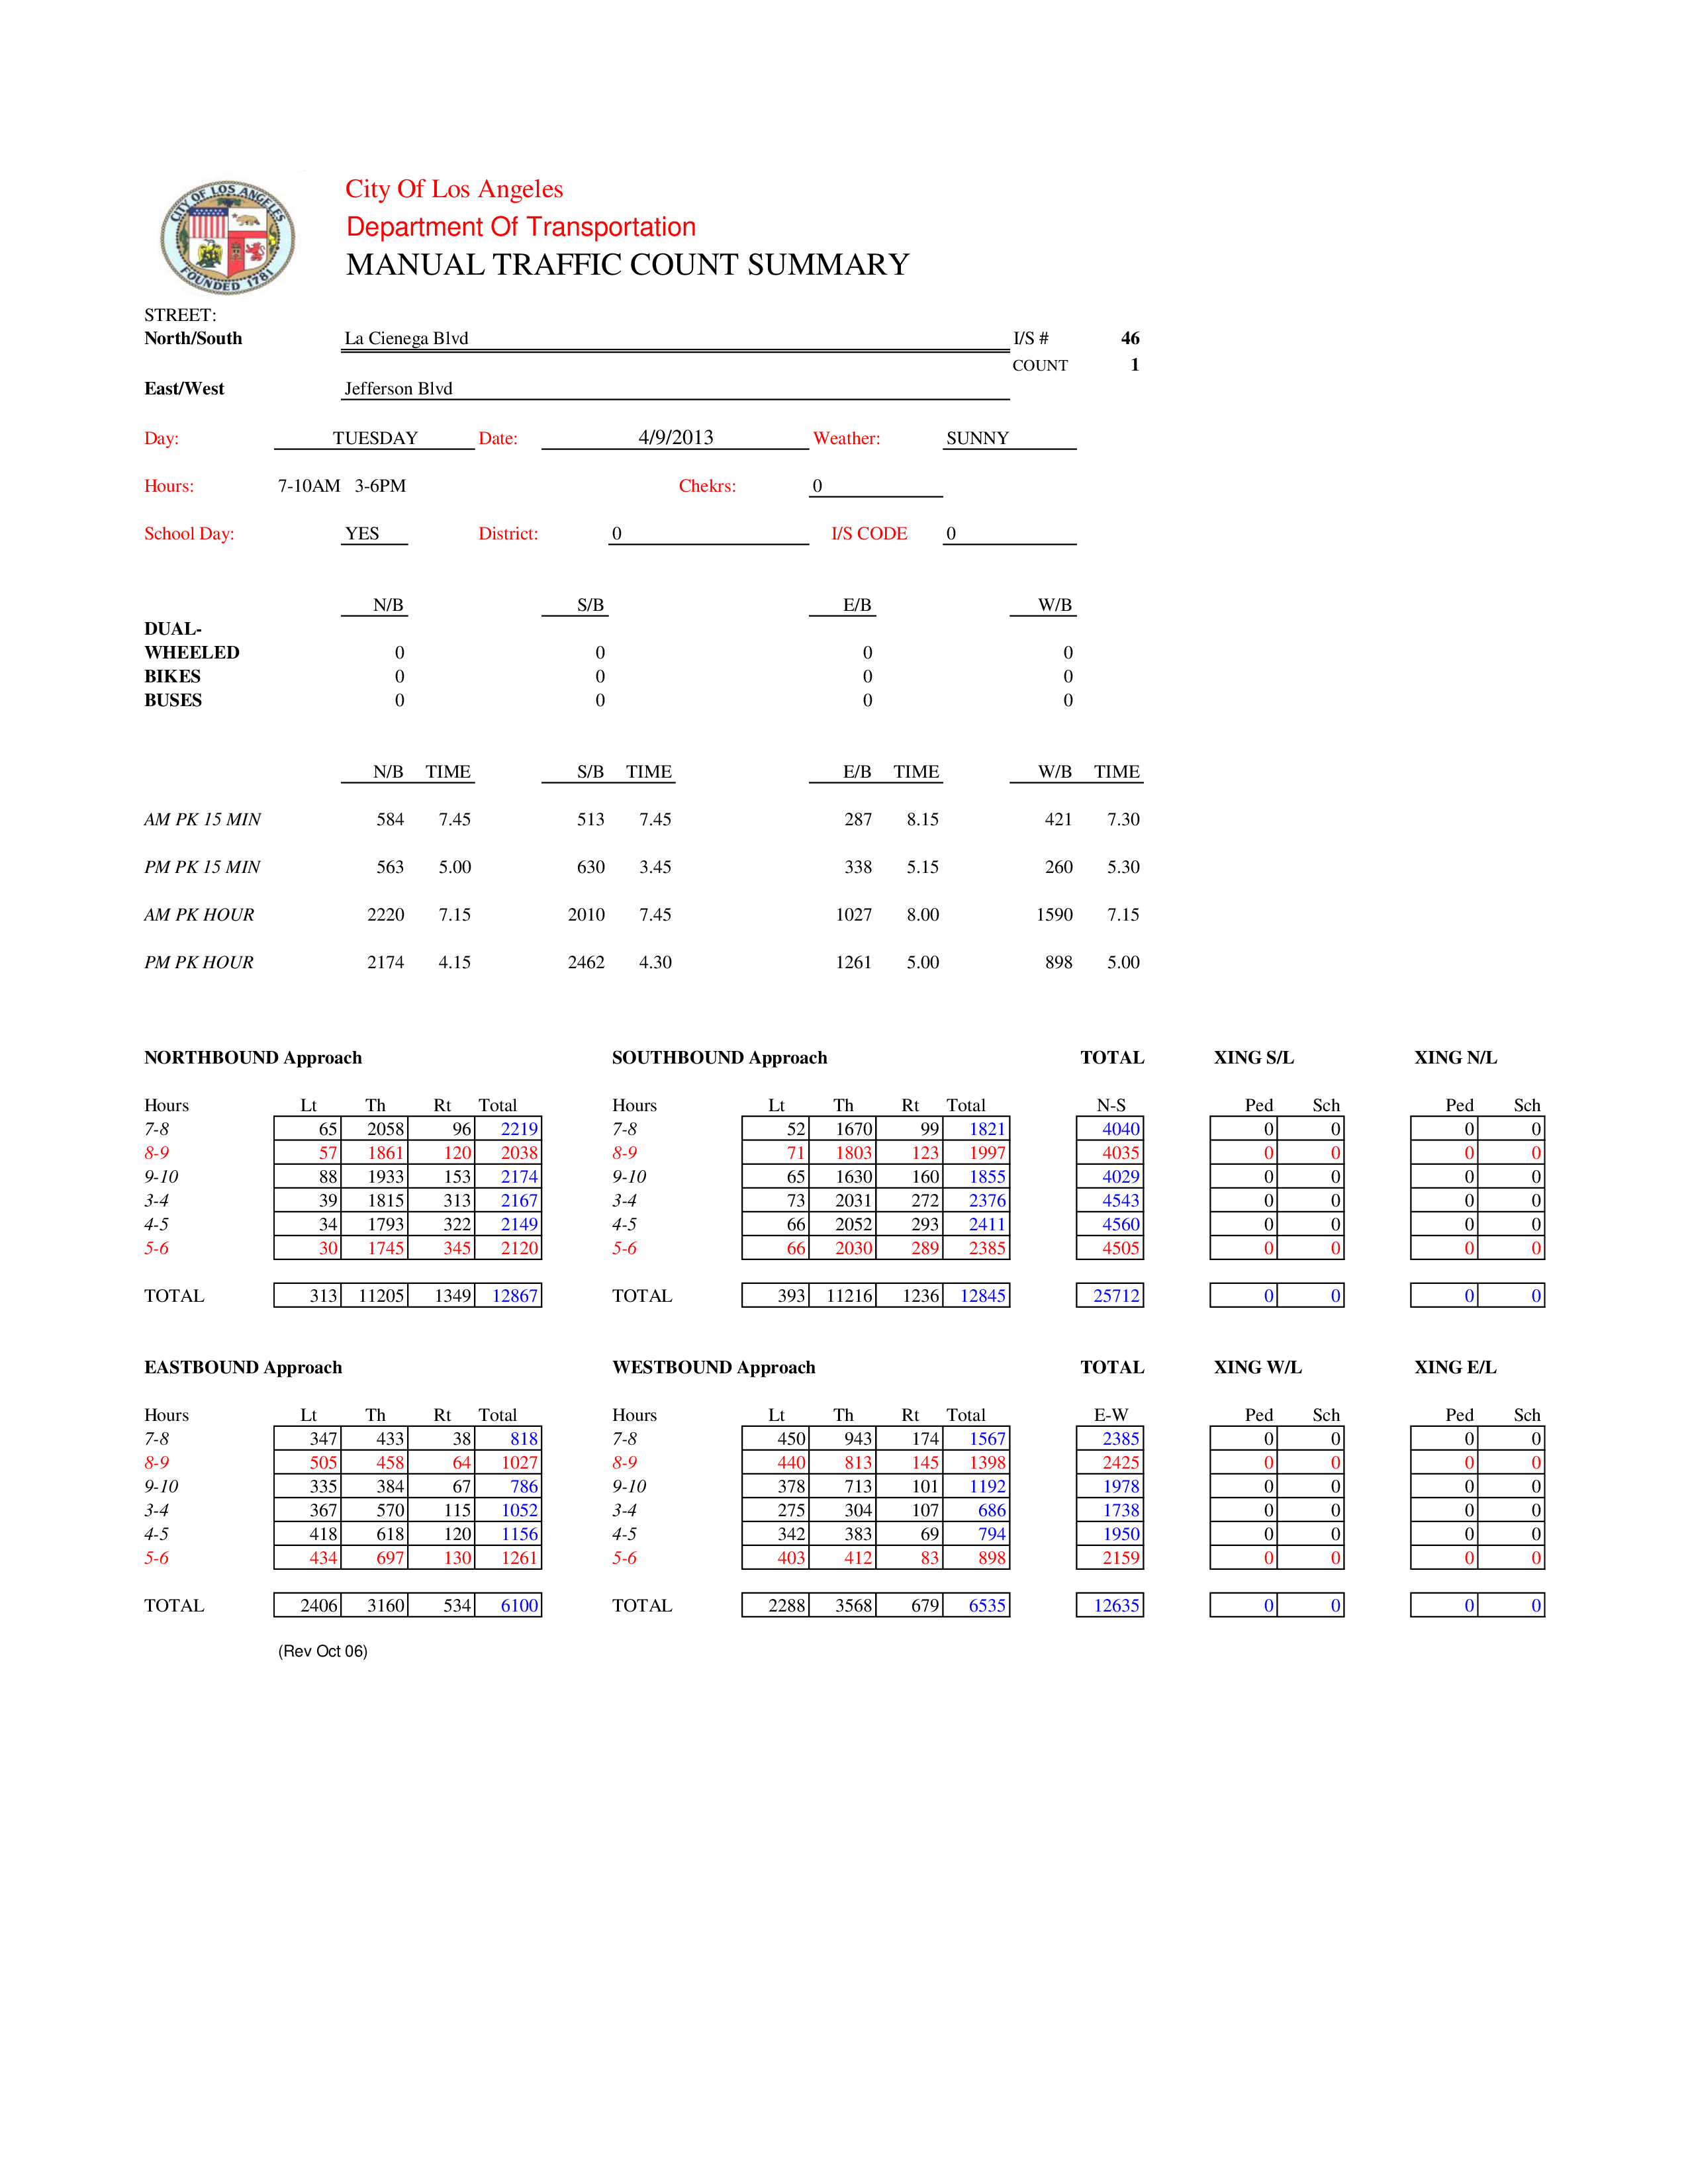 CITY OF LOS ANGELES
FOUNDED 1781
City Of Los Angeles
Department Of Transportation
MANUAL TRAFFIC COUNT SUMMARY
STREET:
North/South La Cienega Blvd I/S # 46
COUNT 1
East/West Jefferson Blvd
Day: TUESDAY Date: 4/9/2013 Weather: SUNNY
Hours: 7-10AM 3-6PM Chekrs: 0
School Day: YES District: 0 I/S CODE 0
N/B S/B E/B W/B
DUAL-
WHEELED 0 0 0 0
BIKES 0 0 0 0
BUSES 0 0 0 0
N/B TIME S/B TIME E/B TIME W/B TIME
AM PK 15 MIN 584 7.45 513 7.45 287 8.15 421 7.30
PM PK 15 MIN 563 5.00 630 3.45 338 5.15 260 5.30
AM PK HOUR 2220 7.15 2010 7.45 1027 8.00 1590 7.15
PM PK HOUR 2174 4.15 2462 4.30 1261 5.00 898 5.00
NORTHBOUND Approach SOUTHBOUND Approach TOTAL XING S/L XING N/L
Hours Lt Th Rt Total Hours Lt Th Rt Total N-S Ped Sch Ped Sch
7-8 65 2058 96 2219 7-8 52 1670 99 1821 4040 0 0 0 0
8-9 57 1861 120 2038 8-9 71 1803 123 1997 4035 0 0 0 0
9-10 88 1933 153 2174 9-10 65 1630 160 1855 4029 0 0 0 0
3-4 39 1815 313 2167 3-4 73 2031 272 2376 4543 0 0 0 0
4-5 34 1793 322 2149 4-5 66 2052 293 2411 4560 0 0 0 0
5-6 30 1745 345 2120 5-6 66 2030 289 2385 4505 0 0 0 0
TOTAL 313 11205 1349 12867 TOTAL 393 11216 1236 12845 25712 0 0 0 0
EASTBOUND Approach WESTBOUND Approach TOTAL XING W/L XING E/L
Hours Lt Th Rt Total Hours Lt Th Rt Total E-W Ped Sch Ped Sch
7-8 347 433 38 818 7-8 450 943 174 1567 2385 0 0 0 0
8-9 505 458 64 1027 8-9 440 813 145 1398 2425 0 0 0 0
9-10 335 384 67 786 9-10 378 713 101 1192 1978 0 0 0 0
3-4 367 570 115 1052 3-4 275 304 107 686 1738 0 0 0 0
4-5 418 618 120 1156 4-5 342 383 69 794 1950 0 0 0 0
5-6 434 697 130 1261 5-6 403 412 83 898 2159 0 0 0 0
TOTAL 2406 3160 534 6100 TOTAL 2288 3568 679 6535 12635 0 0 0 0
(Rev Oct 06)